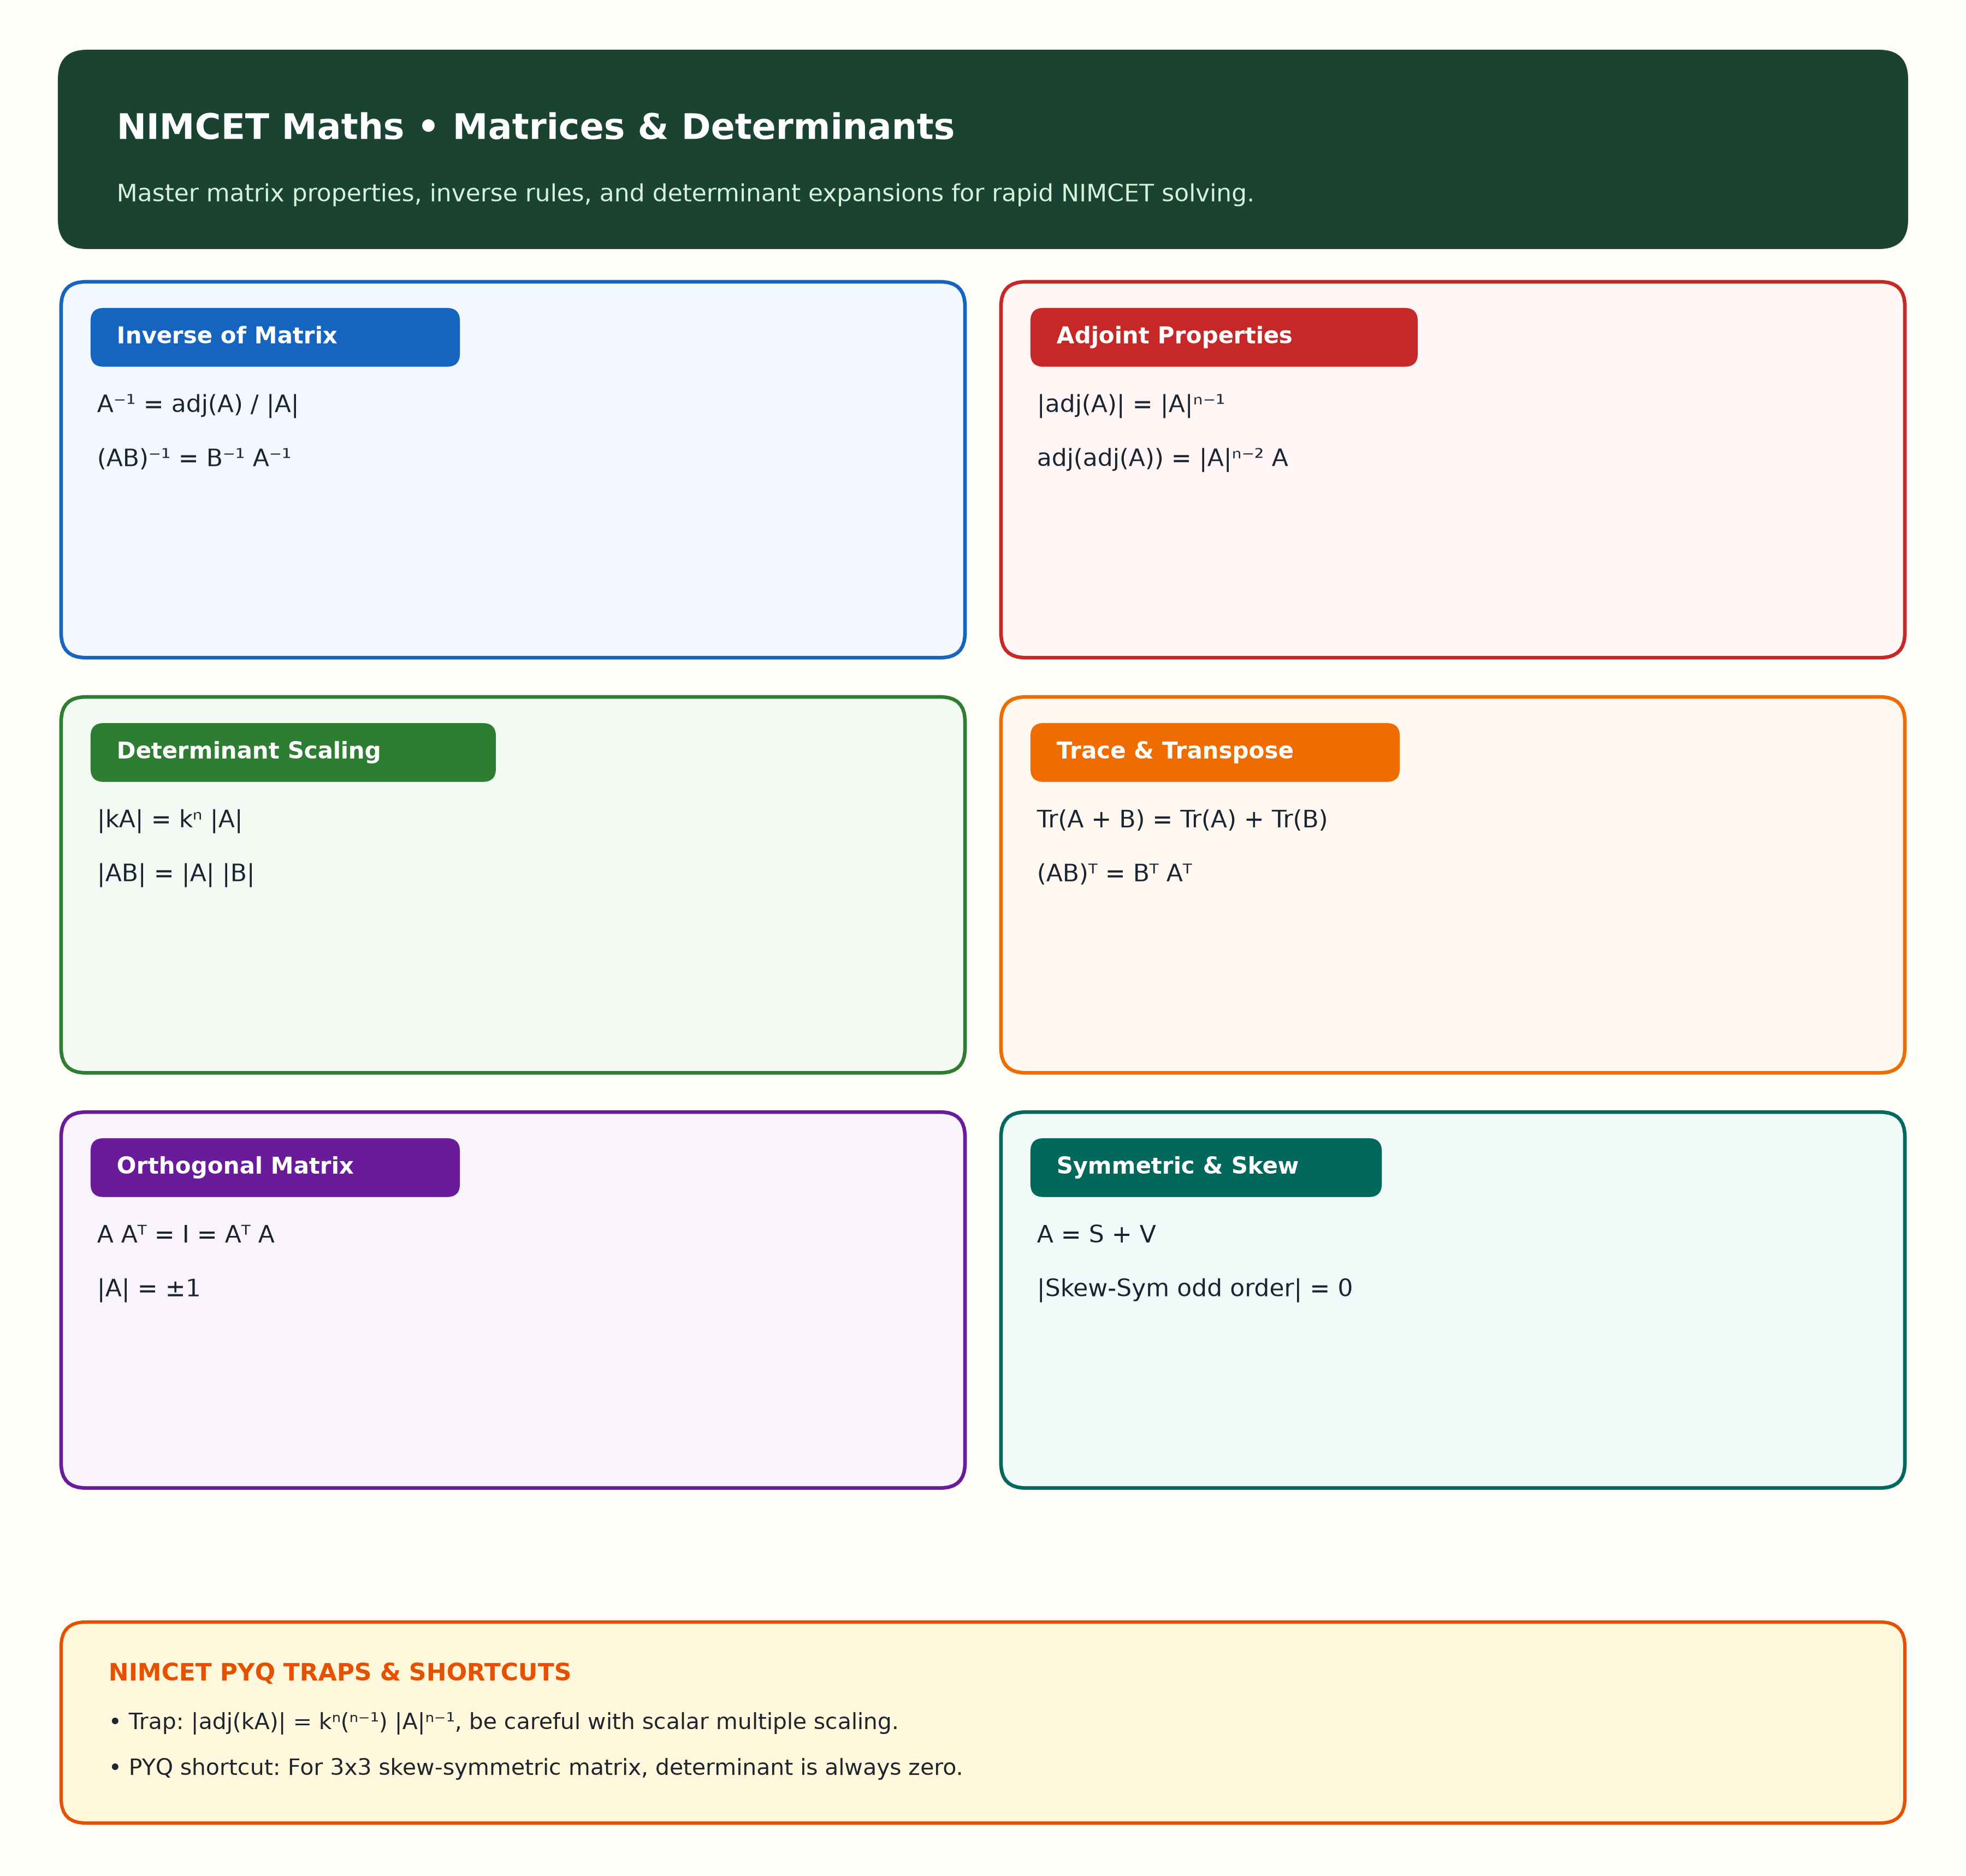 NIMCET Maths • Matrices & Determinants
Master matrix properties, inverse rules, and determinant expansions for rapid NIMCET solving.
Inverse of Matrix
A⁻¹ = adj(A) / |A|
(AB)⁻¹ = B⁻¹ A⁻¹
Adjoint Properties
|adj(A)| = |A|ⁿ⁻¹
adj(adj(A)) = |A|ⁿ⁻² A
Determinant Scaling
|kA| = kⁿ |A|
|AB| = |A| |B|
Trace & Transpose
Tr(A + B) = Tr(A) + Tr(B)
(AB)ᵀ = Bᵀ Aᵀ
Orthogonal Matrix
A Aᵀ = I = Aᵀ A
|A| = ±1
Symmetric & Skew
A = S + V
|Skew-Sym odd order| = 0
NIMCET PYQ TRAPS & SHORTCUTS
• Trap: |adj(kA)| = kⁿ(ⁿ⁻¹) |A|ⁿ⁻¹, be careful with scalar multiple scaling.
• PYQ shortcut: For 3x3 skew-symmetric matrix, determinant is always zero.